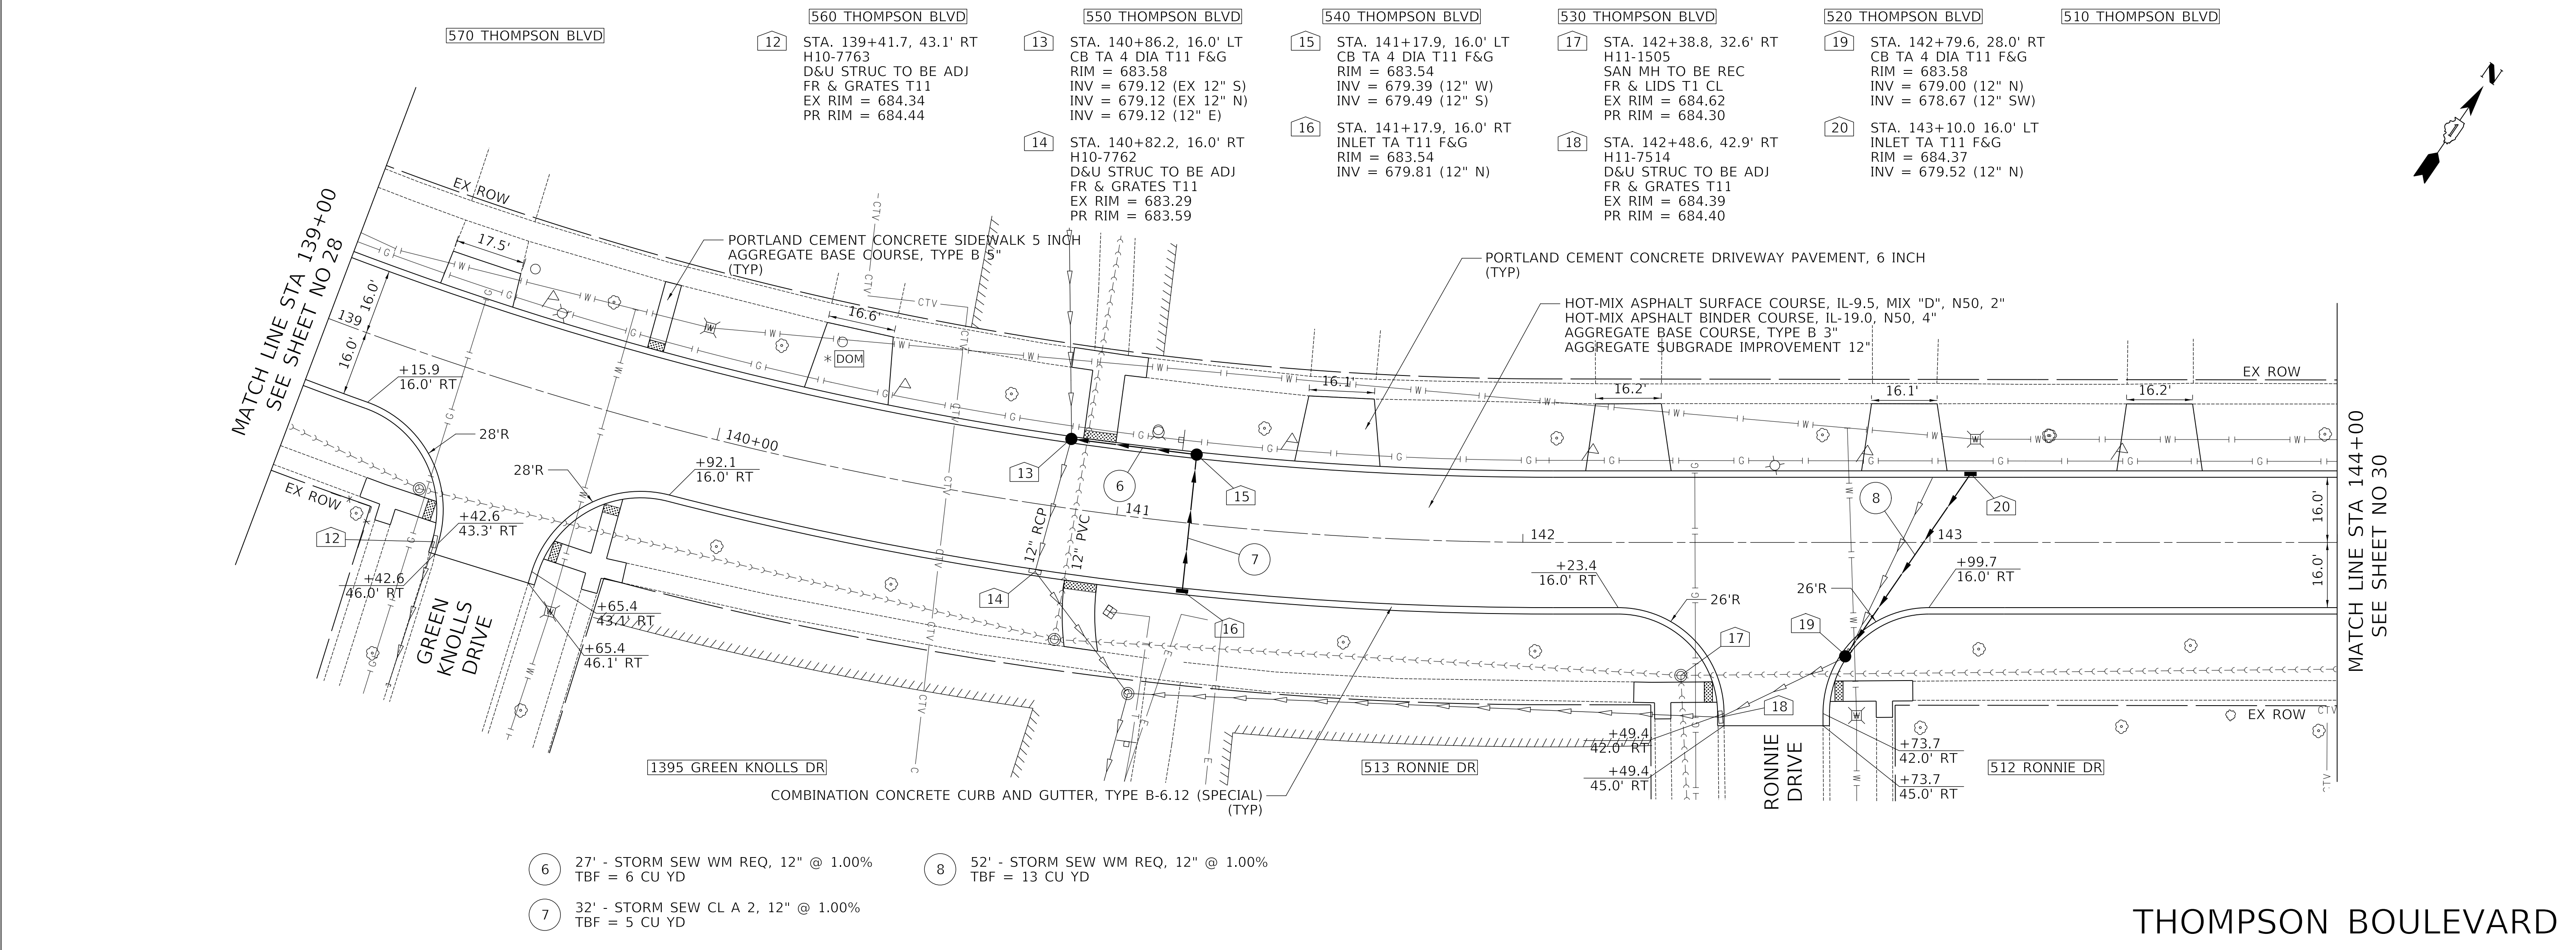 570 THOMPSON BLVD
560 THOMPSON BLVD
550 THOMPSON BLVD
540 THOMPSON BLVD
530 THOMPSON BLVD
520 THOMPSON BLVD
510 THOMPSON BLVD
12
STA. 139+41.7, 43.1' RT
H10-7763
D&U STRUC TO BE ADJ
FR & GRATES T11
EX RIM = 684.34
PR RIM = 684.44
13
STA. 140+86.2, 16.0' LT
CB TA 4 DIA T11 F&G
RIM = 683.58
INV = 679.12 (EX 12" S)
INV = 679.12 (EX 12" N)
INV = 679.12 (12" E)
14
STA. 140+82.2, 16.0' RT
H10-7762
D&U STRUC TO BE ADJ
FR & GRATES T11
EX RIM = 683.29
PR RIM = 683.59
15
STA. 141+17.9, 16.0' LT
CB TA 4 DIA T11 F&G
RIM = 683.54
INV = 679.39 (12" W)
INV = 679.49 (12" S)
16
STA. 141+17.9, 16.0' RT
INLET TA T11 F&G
RIM = 683.54
INV = 679.81 (12" N)
17
STA. 142+38.8, 32.6' RT
H11-1505
SAN MH TO BE REC
FR & LIDS T1 CL
EX RIM = 684.62
PR RIM = 684.30
18
STA. 142+48.6, 42.9' RT
H11-7514
D&U STRUC TO BE ADJ
FR & GRATES T11
EX RIM = 684.39
PR RIM = 684.40
19
STA. 142+79.6, 28.0' RT
CB TA 4 DIA T11 F&G
RIM = 683.58
INV = 679.00 (12" N)
INV = 678.67 (12" SW)
20
STA. 143+10.0 16.0' LT
INLET TA T11 F&G
RIM = 684.37
INV = 679.52 (12" N)
N
MATCH LINE STA 139+00
SEE SHEET NO 28
EX ROW
17.5'
PORTLAND CEMENT CONCRETE SIDEWALK 5 INCH
AGGREGATE BASE COURSE, TYPE B 5"
(TYP)
PORTLAND CEMENT CONCRETE DRIVEWAY PAVEMENT, 6 INCH
(TYP)
HOT-MIX ASPHALT SURFACE COURSE, IL-9.5, MIX "D", N50, 2"
HOT-MIX APSHALT BINDER COURSE, IL-19.0, N50, 4"
AGGREGATE BASE COURSE, TYPE B 3"
AGGREGATE SUBGRADE IMPROVEMENT 12"
16.0'
16.0'
139
16.6'
* DOM
16.1'
16.2'
16.1'
16.2'
EX ROW
+15.9
16.0' RT
28'R
28'R
+92.1
16.0' RT
140+00
141
142
143
13
6
15
7
8
20
12" RCP
12" PVC
EX ROW
12
+42.6
43.3' RT
+42.6
46.0' RT
+65.4
43.1' RT
+65.4
46.1' RT
GREEN
KNOLLS
DRIVE
14
16
+23.4
16.0' RT
26'R
26'R
+99.7
16.0' RT
17
19
18
+49.4
42.0' RT
+49.4
45.0' RT
+73.7
42.0' RT
+73.7
45.0' RT
RONNIE
DRIVE
16.0'
16.0'
MATCH LINE STA 144+00
SEE SHEET NO 30
EX ROW
1395 GREEN KNOLLS DR
513 RONNIE DR
512 RONNIE DR
COMBINATION CONCRETE CURB AND GUTTER, TYPE B-6.12 (SPECIAL)
(TYP)
6
27' - STORM SEW WM REQ, 12" @ 1.00%
TBF = 6 CU YD
7
32' - STORM SEW CL A 2, 12" @ 1.00%
TBF = 5 CU YD
8
52' - STORM SEW WM REQ, 12" @ 1.00%
TBF = 13 CU YD
THOMPSON BOULEVARD